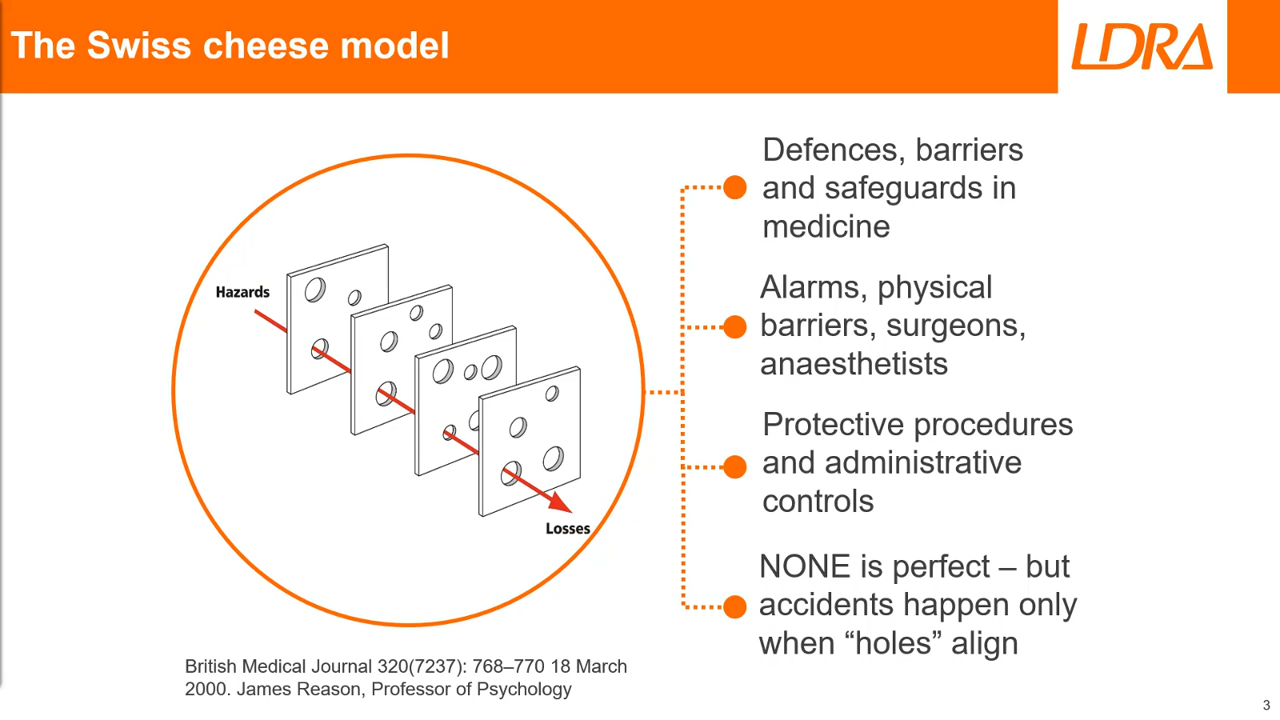 The Swiss cheese model
LDRA
Hazards
Losses
Defences, barriers
and safeguards in
medicine
Alarms, physical
barriers, surgeons,
anaesthetists
Protective procedures
and administrative
controls
NONE is perfect – but
accidents happen only
when “holes” align
British Medical Journal 320(7237): 768–770 18 March
2000. James Reason, Professor of Psychology
3